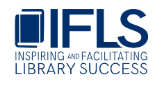 IFLS
INSPIRING AND FACILITATING
LIBRARY SUCCESS